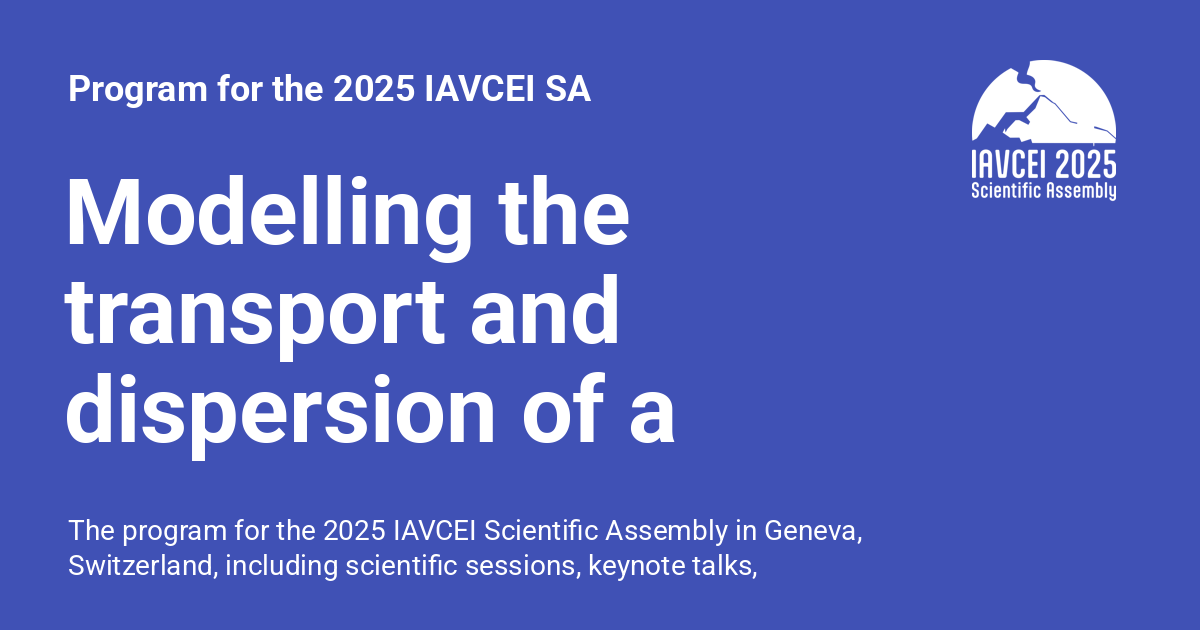 Program for the 2025 IAVCEI SA
IAVCEI 2025
Scientific Assembly
Modelling the
transport and
dispersion of a
The program for the 2025 IAVCEI Scientific Assembly in Geneva,
Switzerland, including scientific sessions, keynote talks,